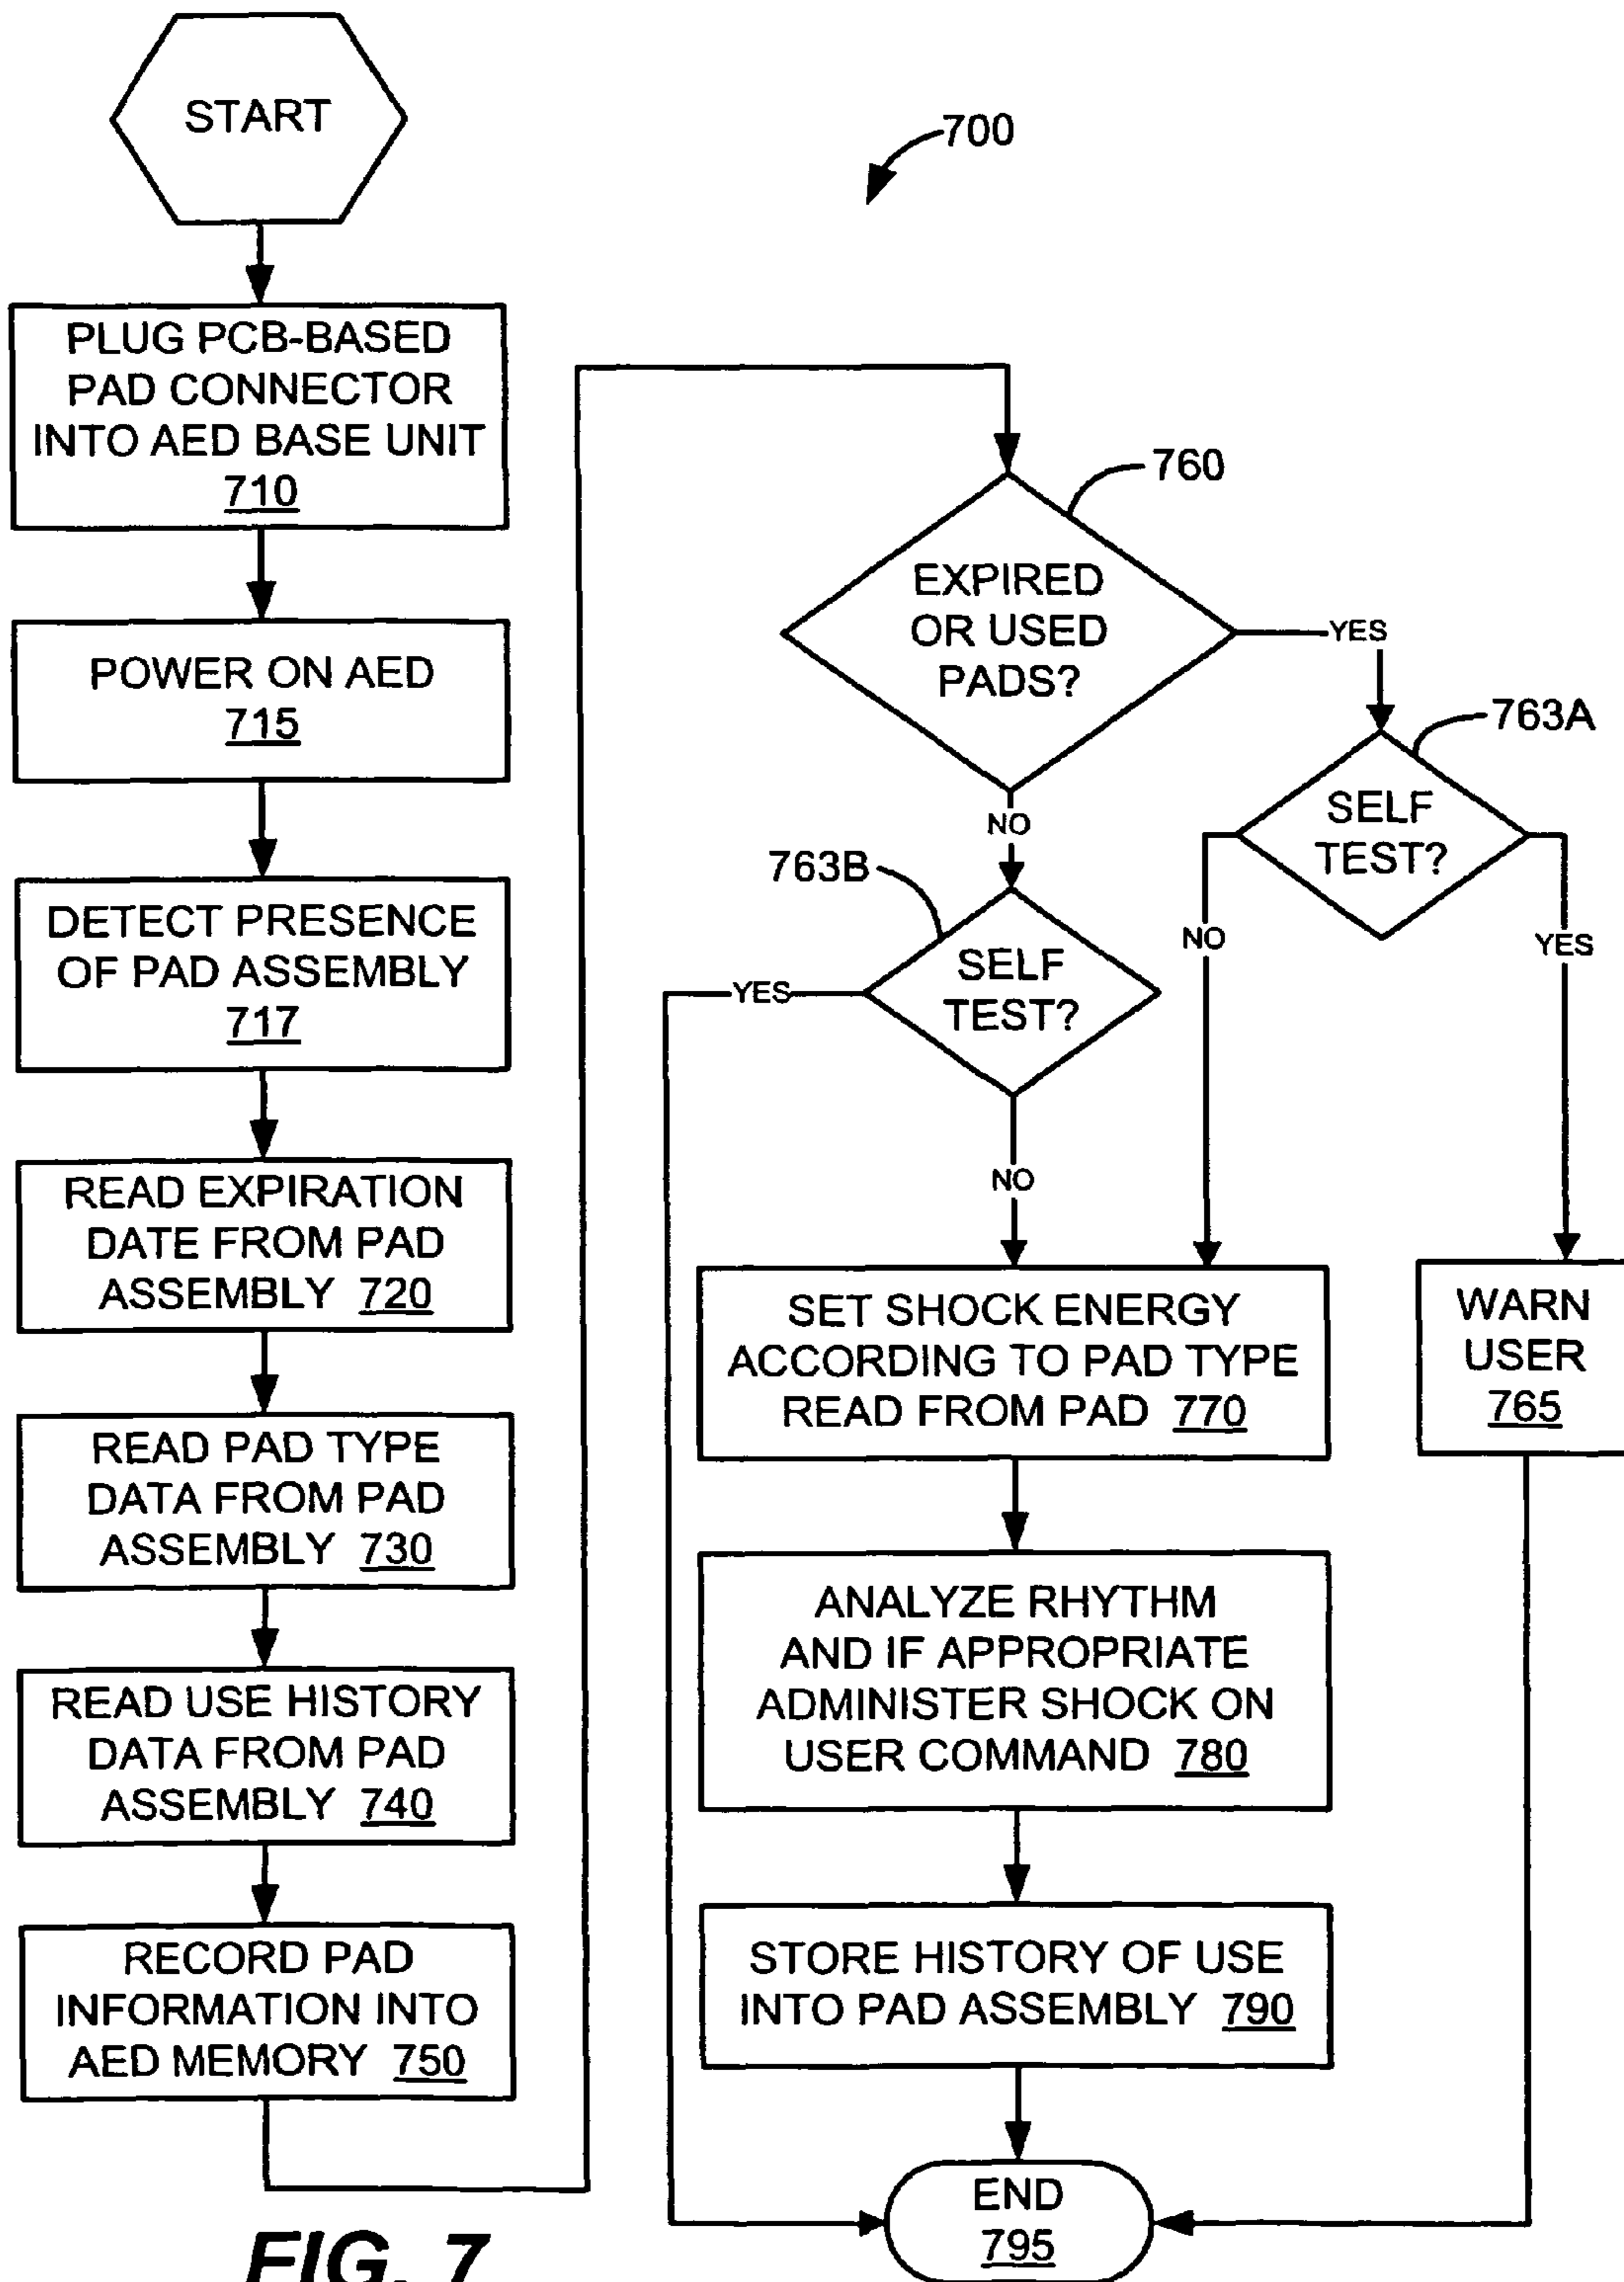 START
700
PLUG PCB-BASED
PAD CONNECTOR
INTO AED BASE UNIT
710
POWER ON AED
715
DETECT PRESENCE
OF PAD ASSEMBLY
717
READ EXPIRATION
DATE FROM PAD
ASSEMBLY 720
READ PAD TYPE
DATA FROM PAD
ASSEMBLY 730
READ USE HISTORY
DATA FROM PAD
ASSEMBLY 740
RECORD PAD
INFORMATION INTO
AED MEMORY 750
760
EXPIRED
OR USED
PADS?
YES
NO
763A
SELF
TEST?
NO
YES
763B
SELF
TEST?
YES
NO
WARN
USER
765
SET SHOCK ENERGY
ACCORDING TO PAD TYPE
READ FROM PAD 770
ANALYZE RHYTHM
AND IF APPROPRIATE
ADMINISTER SHOCK ON
USER COMMAND 780
STORE HISTORY OF USE
INTO PAD ASSEMBLY 790
END
795
FIG. 7